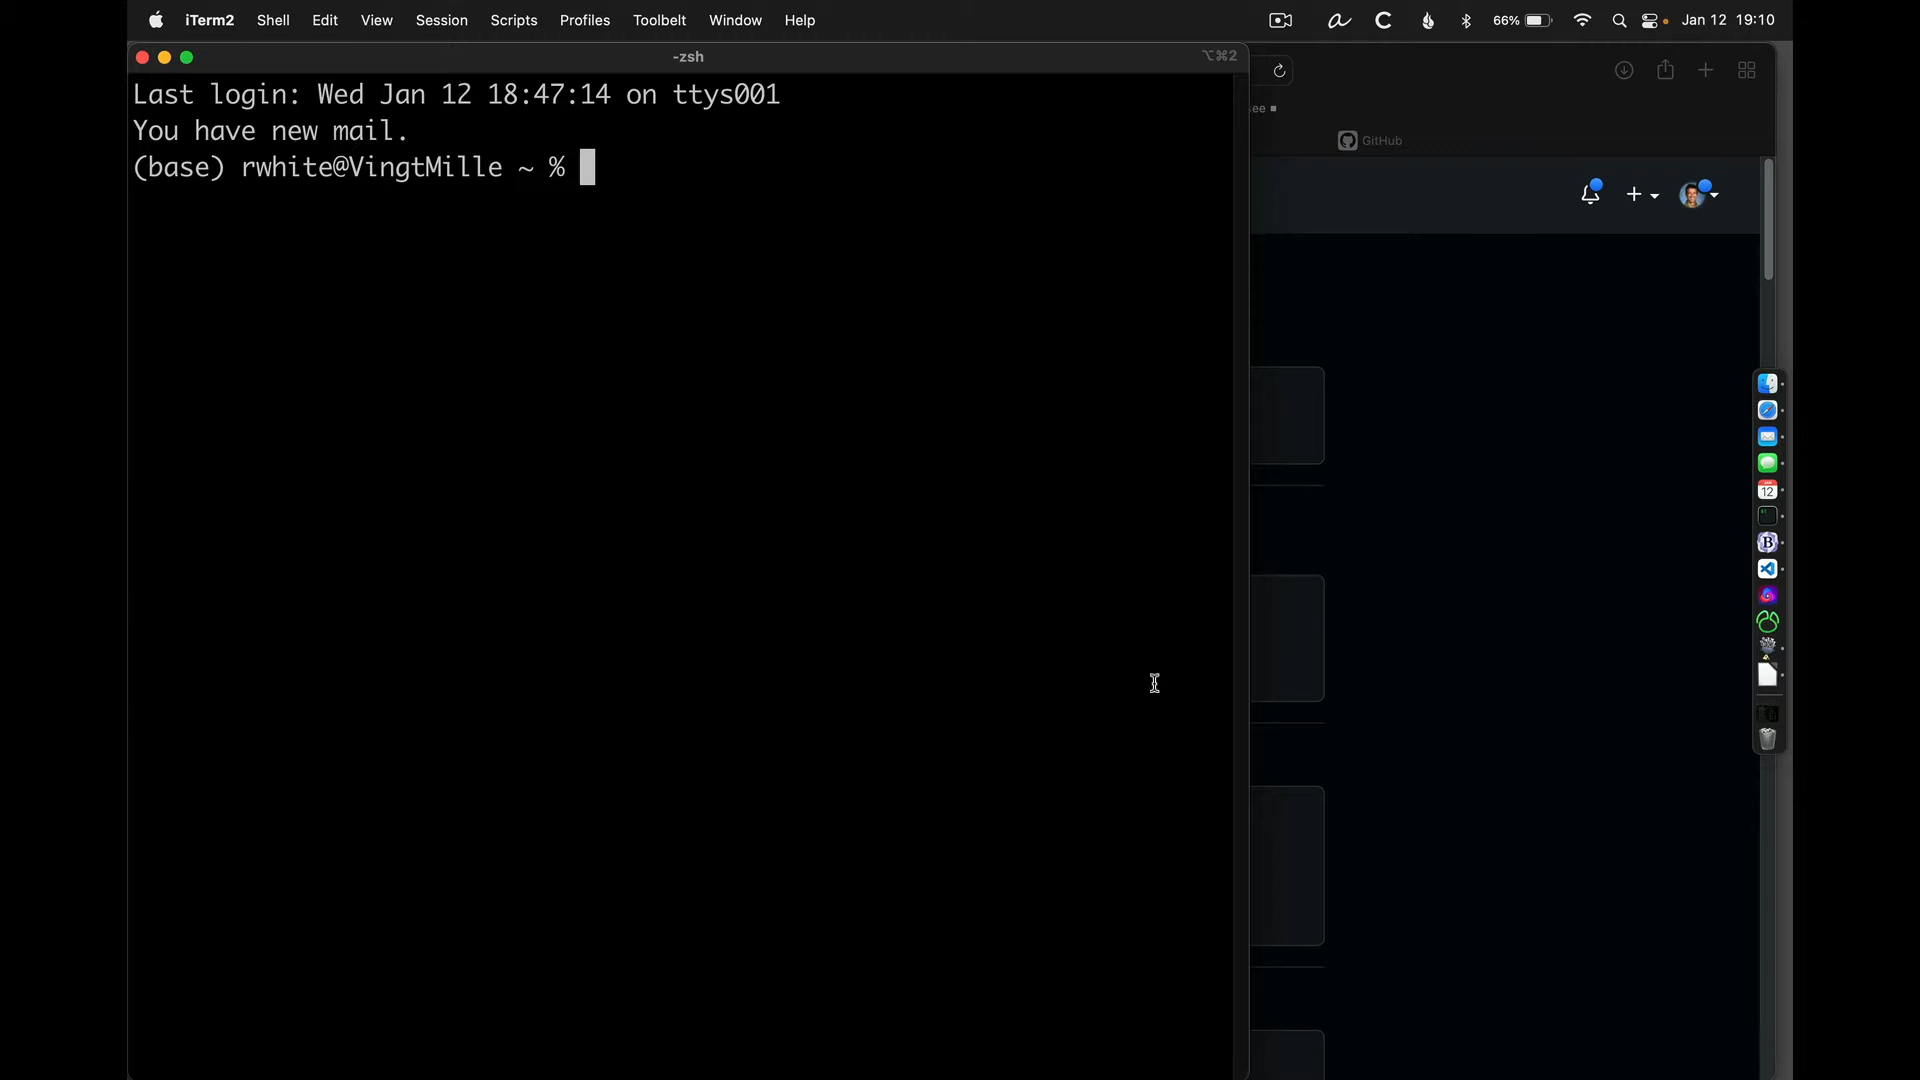 iTerm2 Shell Edit View Session Scripts Profiles Toolbelt Window Help 66% Jan 12 19:10
-zsh ⌥⌘2
Last login: Wed Jan 12 18:47:14 on ttys001
You have new mail.
(base) rwhite@VingtMille ~ %
GitHub
JAN
12
B